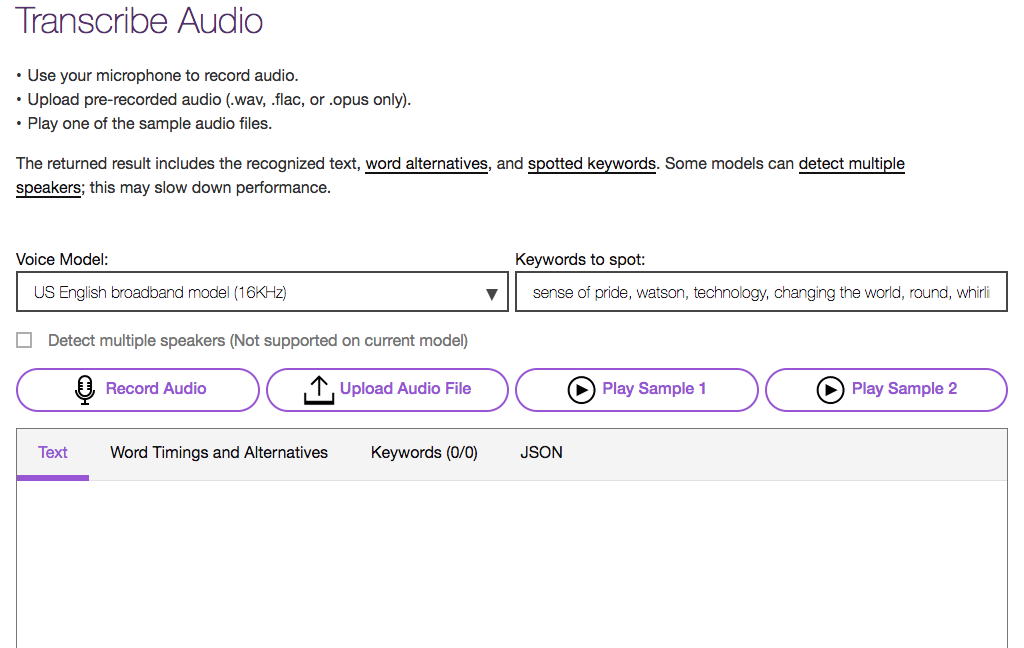 Transcribe Audio
• Use your microphone to record audio.
• Upload pre-recorded audio (.wav, .flac, or .opus only).
• Play one of the sample audio files.
The returned result includes the recognized text, word alternatives, and spotted keywords. Some models can detect multiple
speakers; this may slow down performance.
Voice Model:
Keywords to spot:
US English broadband model (16KHz)
sense of pride, watson, technology, changing the world, round, whirli
Detect multiple speakers (Not supported on current model)
Record Audio
Upload Audio File
Play Sample 1
Play Sample 2
Text
Word Timings and Alternatives
Keywords (0/0)
JSON